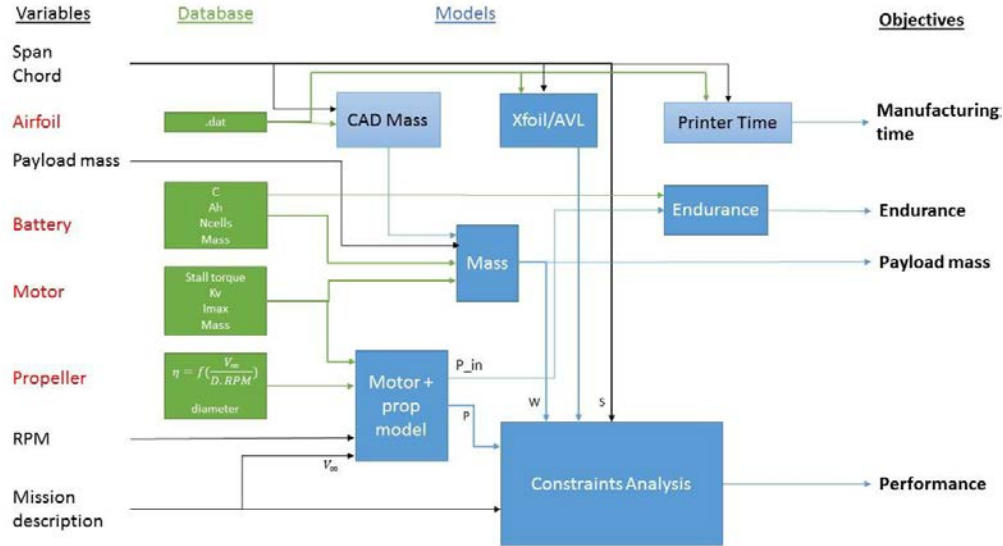 Variables
Database
Models
Objectives
Span
Chord
Airfoil
.dat
CAD Mass
Xfoil/AVL
Printer Time
Manufacturing
time
Payload mass
Battery
C
Ah
Ncells
Mass
Endurance
Endurance
Mass
Payload mass
Motor
Stall torque
Kv
Imax
Mass
Propeller
η = f(V∞/D.RPM)
diameter
Motor +
prop
model
P_in
P
W
S
RPM
V∞
Mission
description
Constraints Analysis
Performance